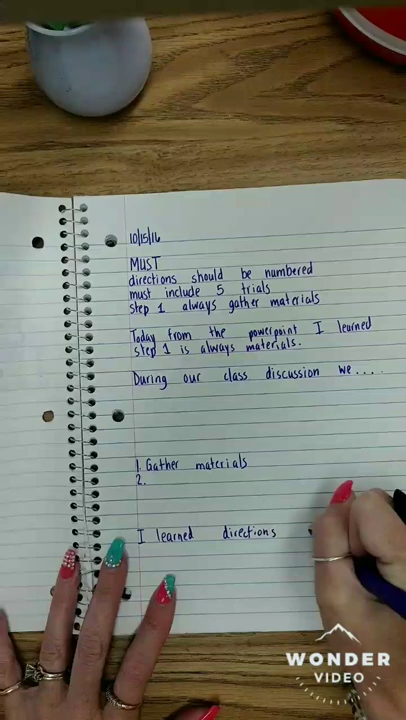 10/15/16
MUST
directions should be numbered
must include 5 trials
step 1 always gather materials
Today from the powerpoint I learned
step 1 is always materials.
During our class discussion we....
1. Gather materials
2.
I learned directions
WONDER
VIDEO